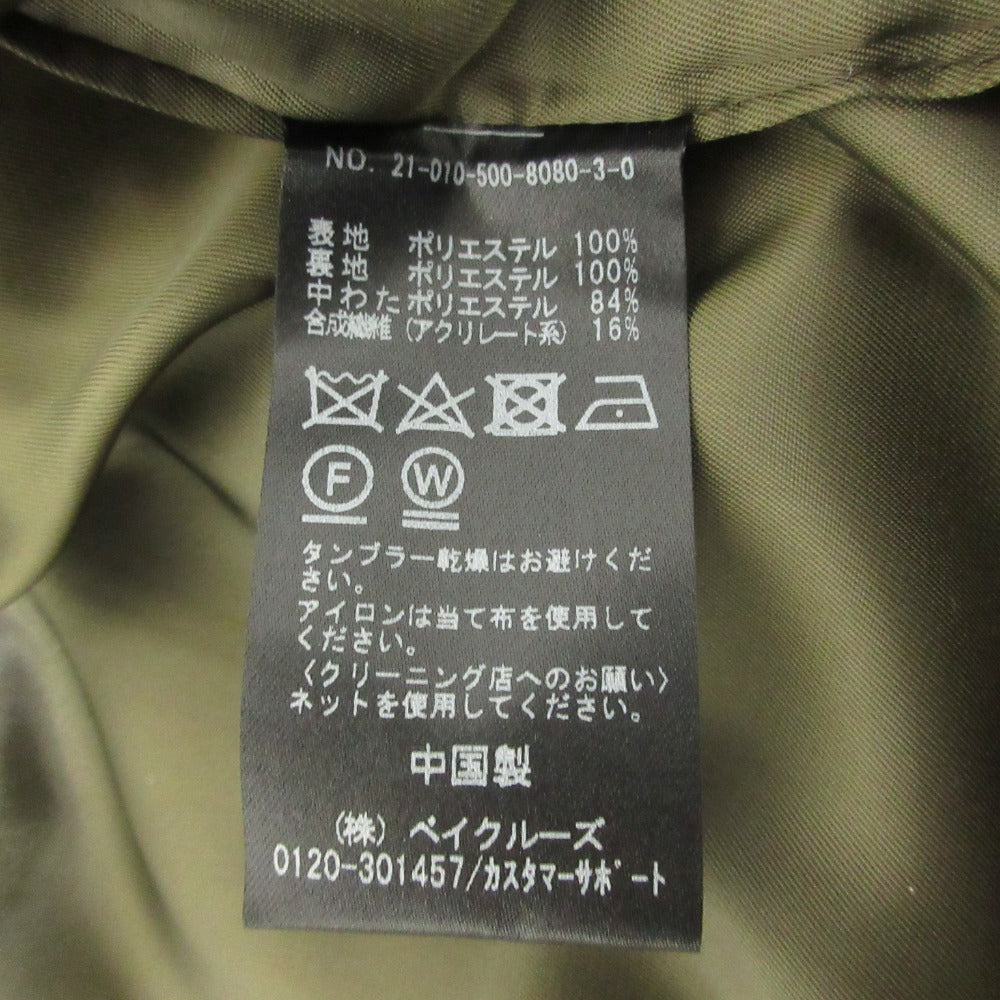 NO. 21-010-500-8080-3-0
表地 ポリエステル 100%
裏地 ポリエステル 100%
中わた ポリエステル 84%
合成繊維 (アクリレート系) 16%
F W
タンブラー乾燥はお避けくだ
さい。
アイロンは当て布を使用して
ください。
〈クリーニング店へのお願い〉
ネットを使用してください。
中国製
(株) ベイクルーズ
0120-301457/カスタマーサポート